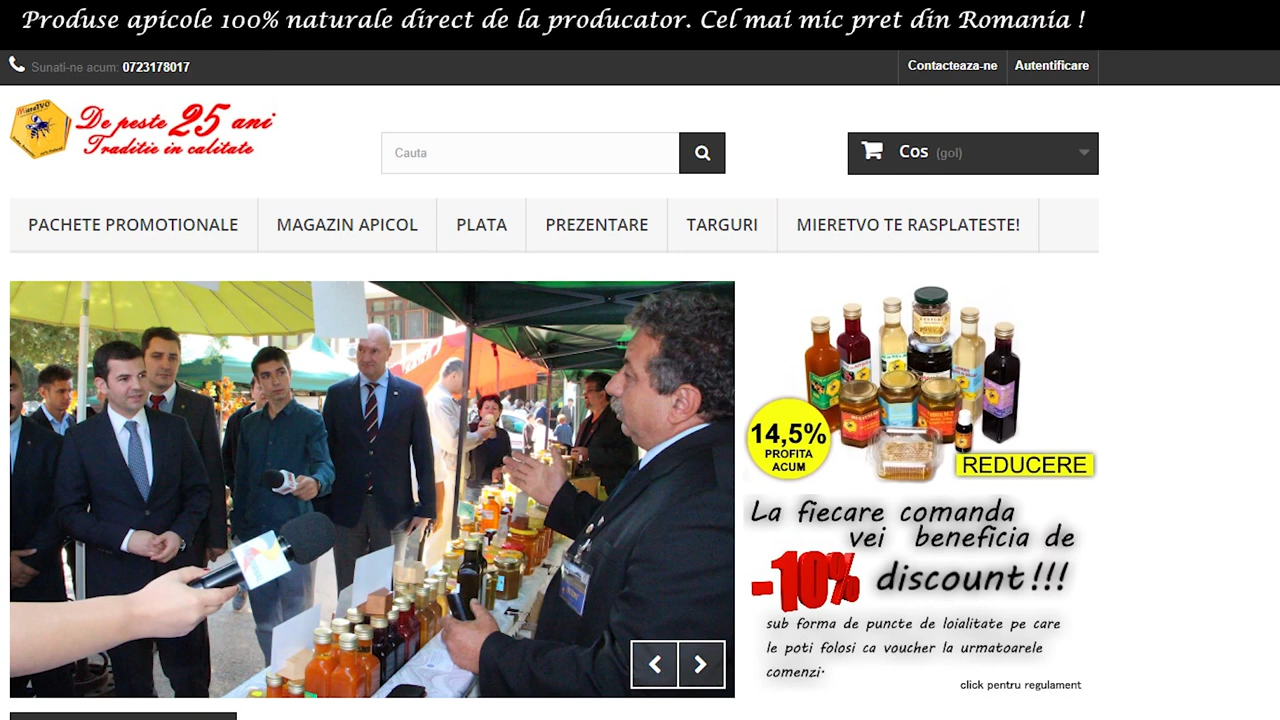 Produse apicole 100% naturale direct de la producator. Cel mai mic pret din Romania !
Sunati-ne acum: 0723178017
Contacteaza-ne
Autentificare
MiereTVO
De peste 25 ani
Traditie in calitate
Cauta
Cos (gol)
PACHETE PROMOTIONALE
MAGAZIN APICOL
PLATA
PREZENTARE
TARGURI
MIERETVO TE RASPLATESTE!
14,5%
PROFITA
ACUM
REDUCERE
La fiecare comanda
vei beneficia de
-10% discount!!!
sub forma de puncte de loialitate pe care
le poti folosi ca voucher la urmatoarele
comenzi.
click pentru regulament